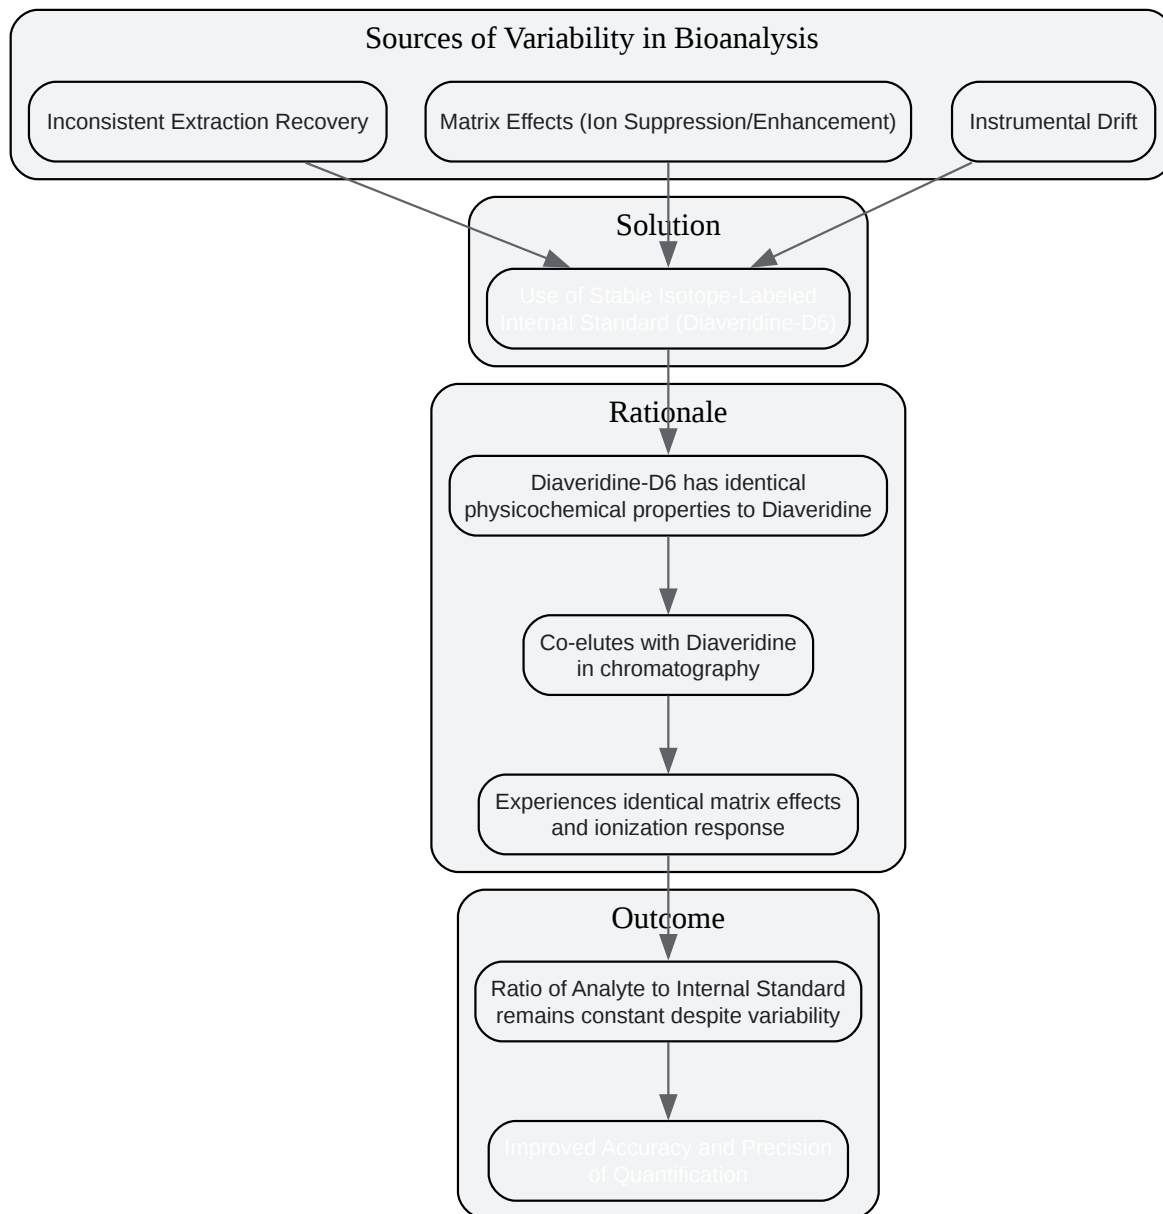 Sources of Variability in Bioanalysis
Inconsistent Extraction Recovery
Matrix Effects (Ion Suppression/Enhancement)
Instrumental Drift
Solution
Use of Stable Isotope-Labeled
Internal Standard (Diaveridine-D6)
Rationale
Diaveridine-D6 has identical
physicochemical properties to Diaveridine
Co-elutes with Diaveridine
in chromatography
Experiences identical matrix effects
and ionization response
Outcome
Ratio of Analyte to Internal Standard
remains constant despite variability
Improved Accuracy and Precision
of Quantification